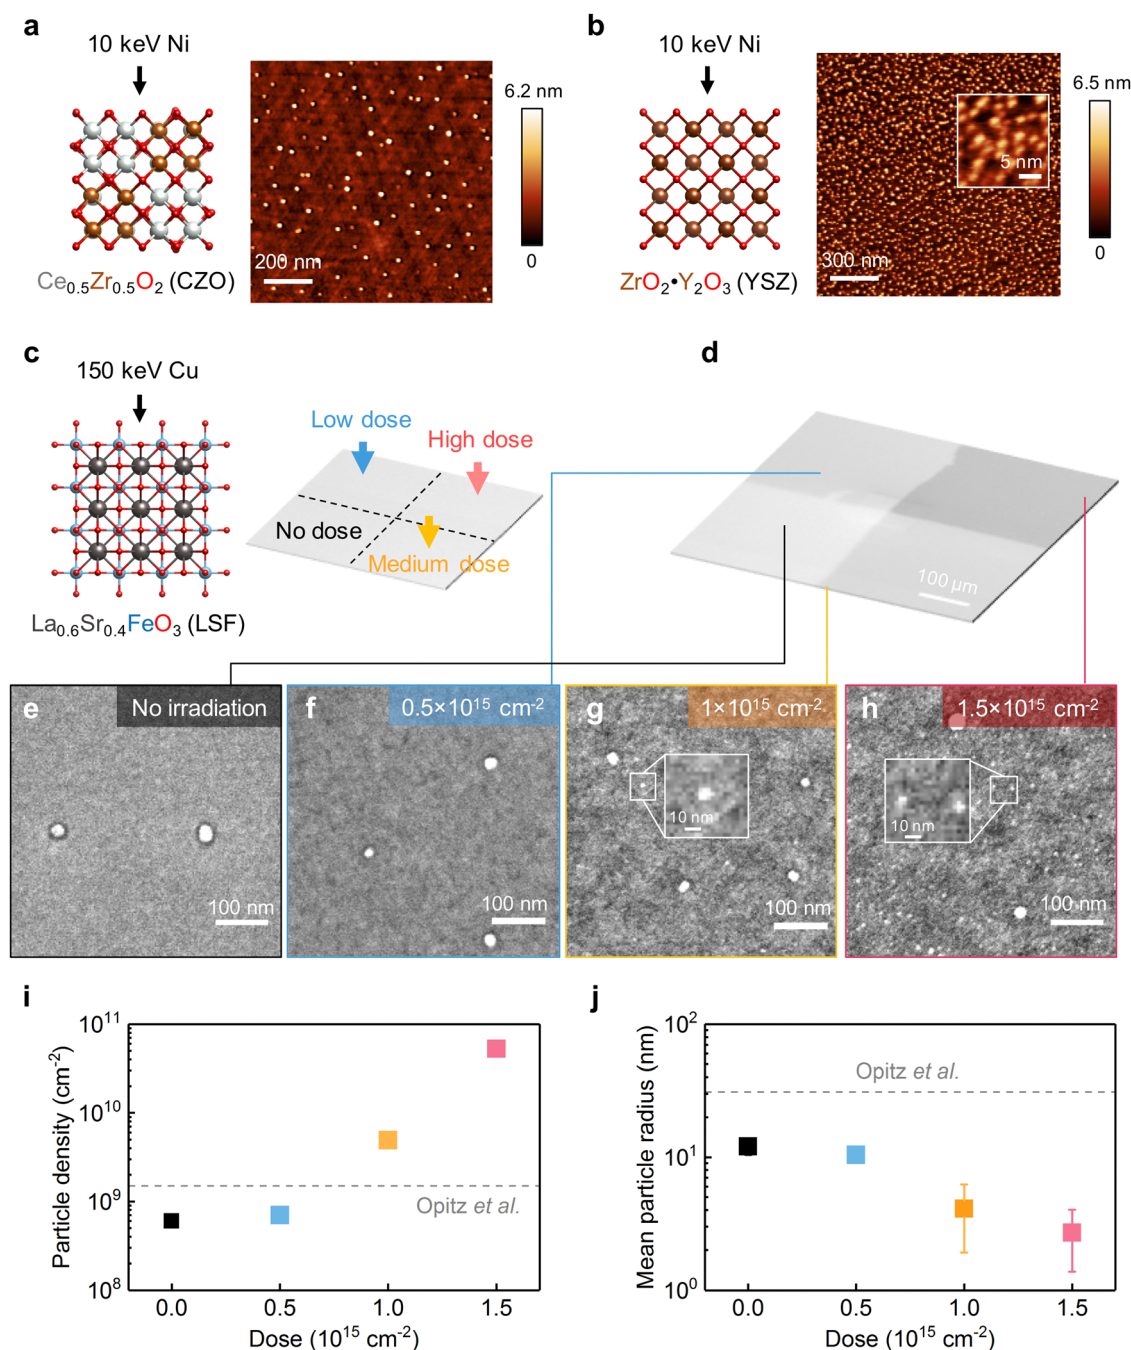 a
10 keV Ni
Ce0.5Zr0.5O2 (CZO)
200 nm
6.2 nm
0
b
10 keV Ni
ZrO2•Y2O3 (YSZ)
300 nm
5 nm
6.5 nm
0
c
150 keV Cu
La0.6Sr0.4FeO3 (LSF)
Low dose
High dose
No dose
Medium dose
d
100 μm
e
No irradiation
100 nm
f
0.5×10^15 cm^-2
100 nm
g
1×10^15 cm^-2
10 nm
100 nm
h
1.5×10^15 cm^-2
10 nm
100 nm
i
Particle density (cm^-2)
10^11
10^10
10^9
10^8
Opitz et al.
0.0 0.5 1.0 1.5
Dose (10^15 cm^-2)
j
Mean particle radius (nm)
10^2
10^1
10^0
Opitz et al.
0.0 0.5 1.0 1.5
Dose (10^15 cm^-2)